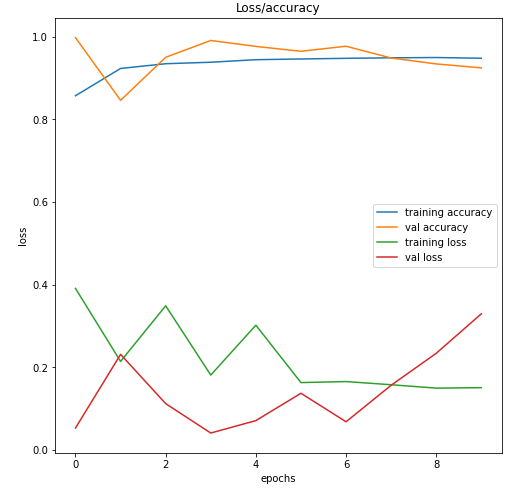 Loss/accuracy
1.0
0.8
0.6
0.4
0.2
0.0
loss
training accuracy
val accuracy
training loss
val loss
0 2 4 6 8
epochs